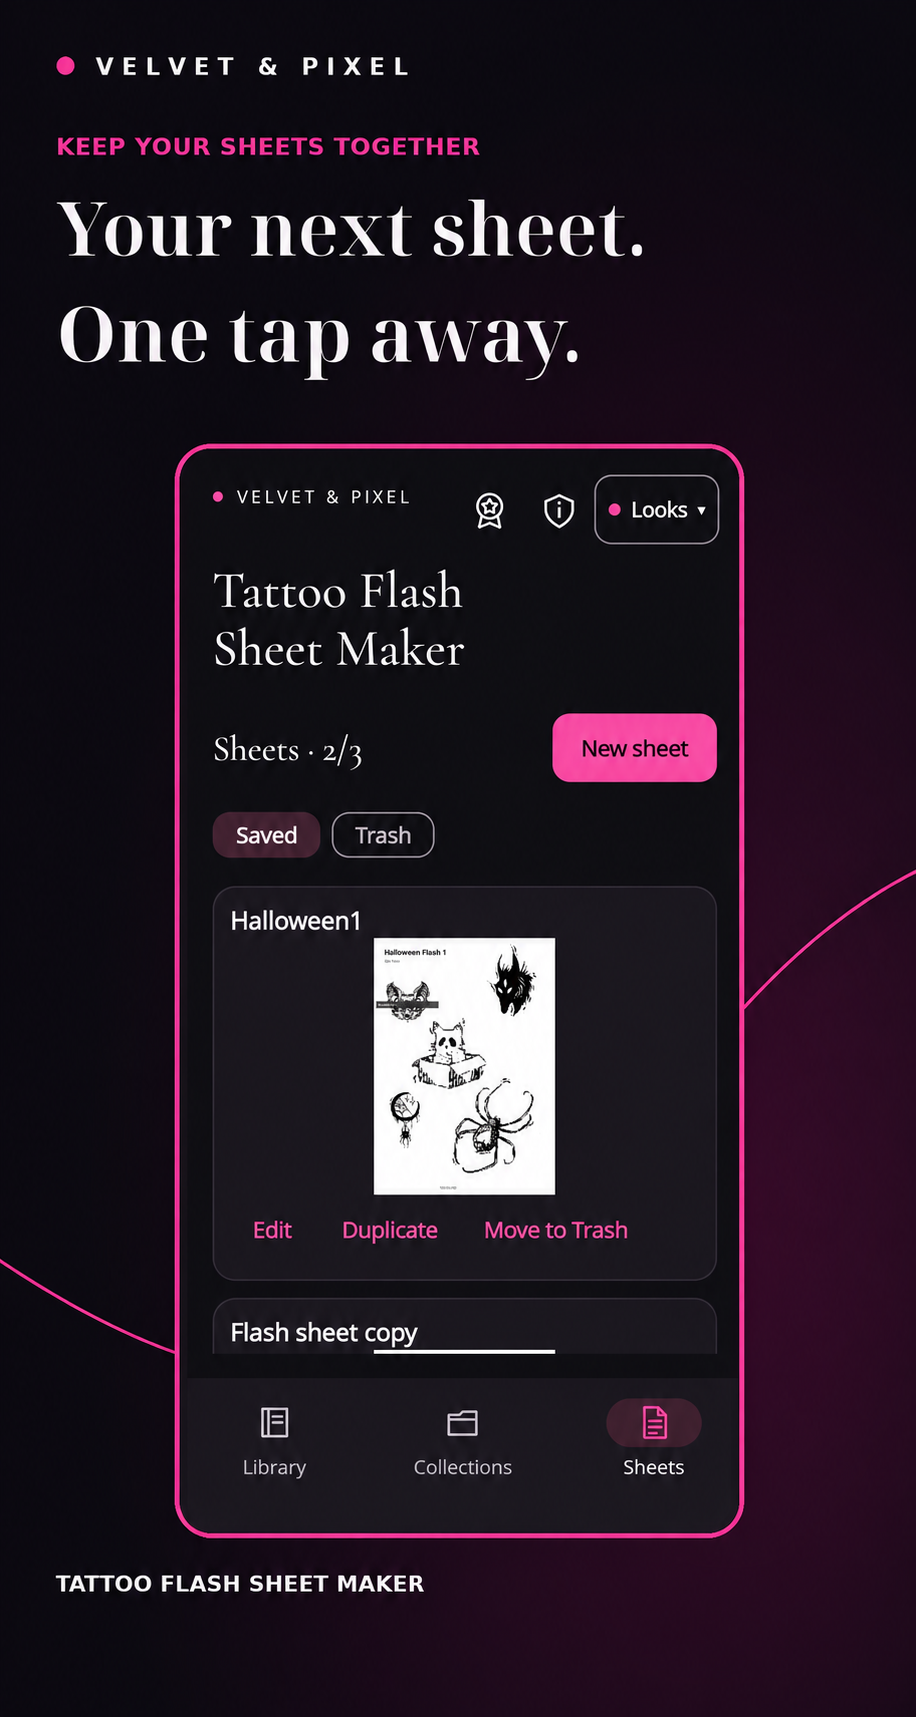 VELVET & PIXEL
KEEP YOUR SHEETS TOGETHER
Your next sheet.
One tap away.
VELVET & PIXEL
Looks ▾
Tattoo Flash
Sheet Maker
Sheets · 2/3
New sheet
Saved
Trash
Halloween1
Halloween Flash 1
Edit
Duplicate
Move to Trash
Flash sheet copy
Library
Collections
Sheets
TATTOO FLASH SHEET MAKER